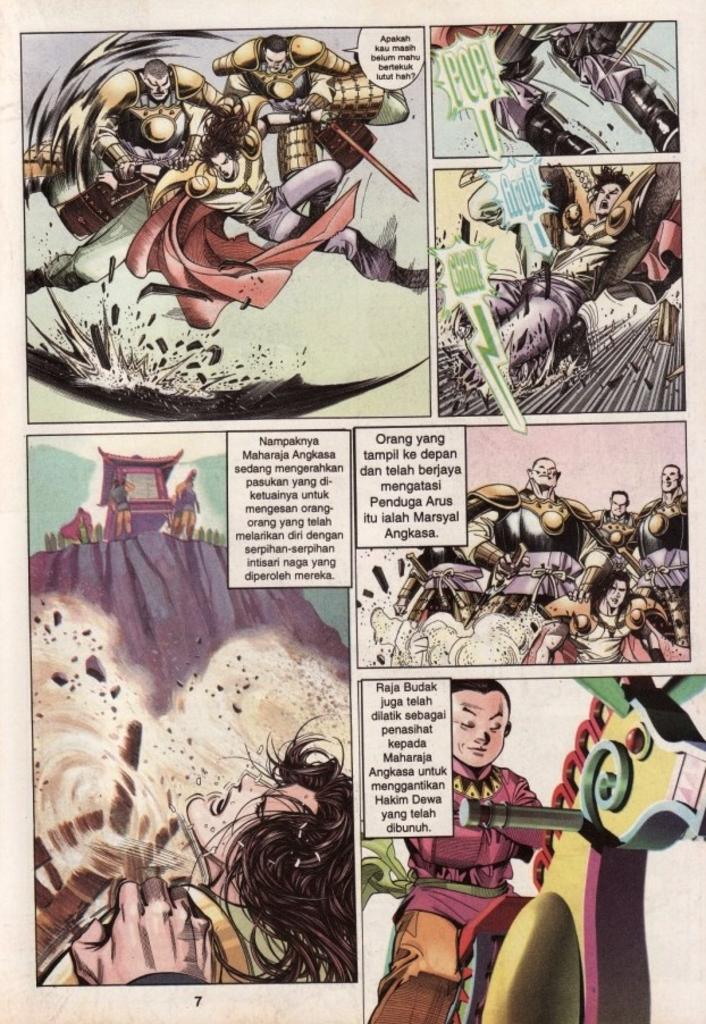 Apakah
kau masih
belum mahu
bertekuk
lutut hah?
POP!
Nampaknya
Maharaja Angkasa
sedang mengerahkan
pasukan yang di-
ketuainya untuk
mengesan orang-
orang yang telah
melarikan diri dengan
serpihan-serpihan
intisari naga yang
diperoleh mereka.
Orang yang
tampil ke depan
dan telah berjaya
mengatasi
Penduga Arus
itu ialah Marsyal
Angkasa.
Raja Budak
juga telah
dilatik sebagai
penasihat
kepada
Maharaja
Angkasa untuk
menggantikan
Hakim Dewa
yang telah
dibunuh.
7